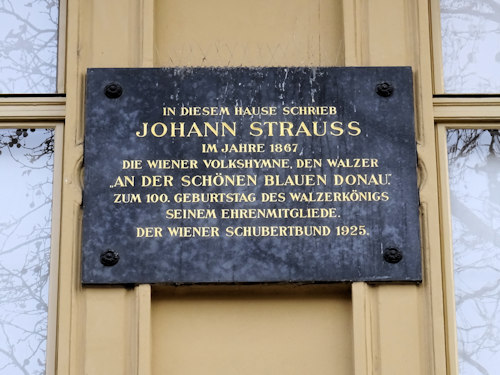 IN DIESEM HAUSE SCHRIEB
JOHANN STRAUSS
IM JAHRE 1867
DIE WIENER VOLKSHYMNE, DEN WALZER
„AN DER SCHÖNEN BLAUEN DONAU“.
ZUM 100. GEBURTSTAG DES WALZERKÖNIGS
SEINEM EHRENMITGLIEDE.
DER WIENER SCHUBERTBUND 1925.